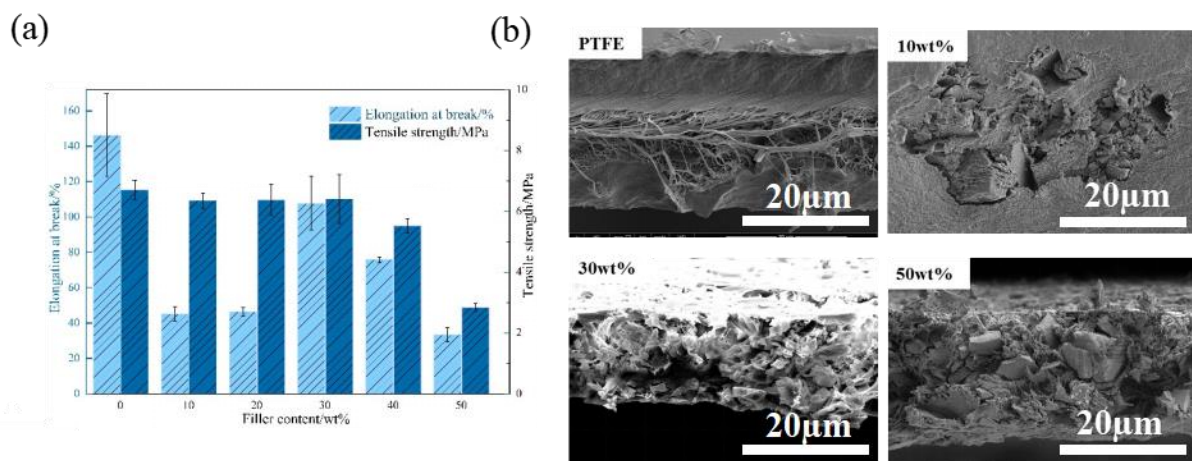 (a)
(b)
Elongation at break/%
Tensile strength/MPa
160
140
120
100
80
60
40
20
0
Elongation at break/%
10
8
6
4
2
0
Tensile strength/MPa
0 10 20 30 40 50
Filler content/wt%
PTFE
20μm
10wt%
20μm
30wt%
20μm
50wt%
20μm